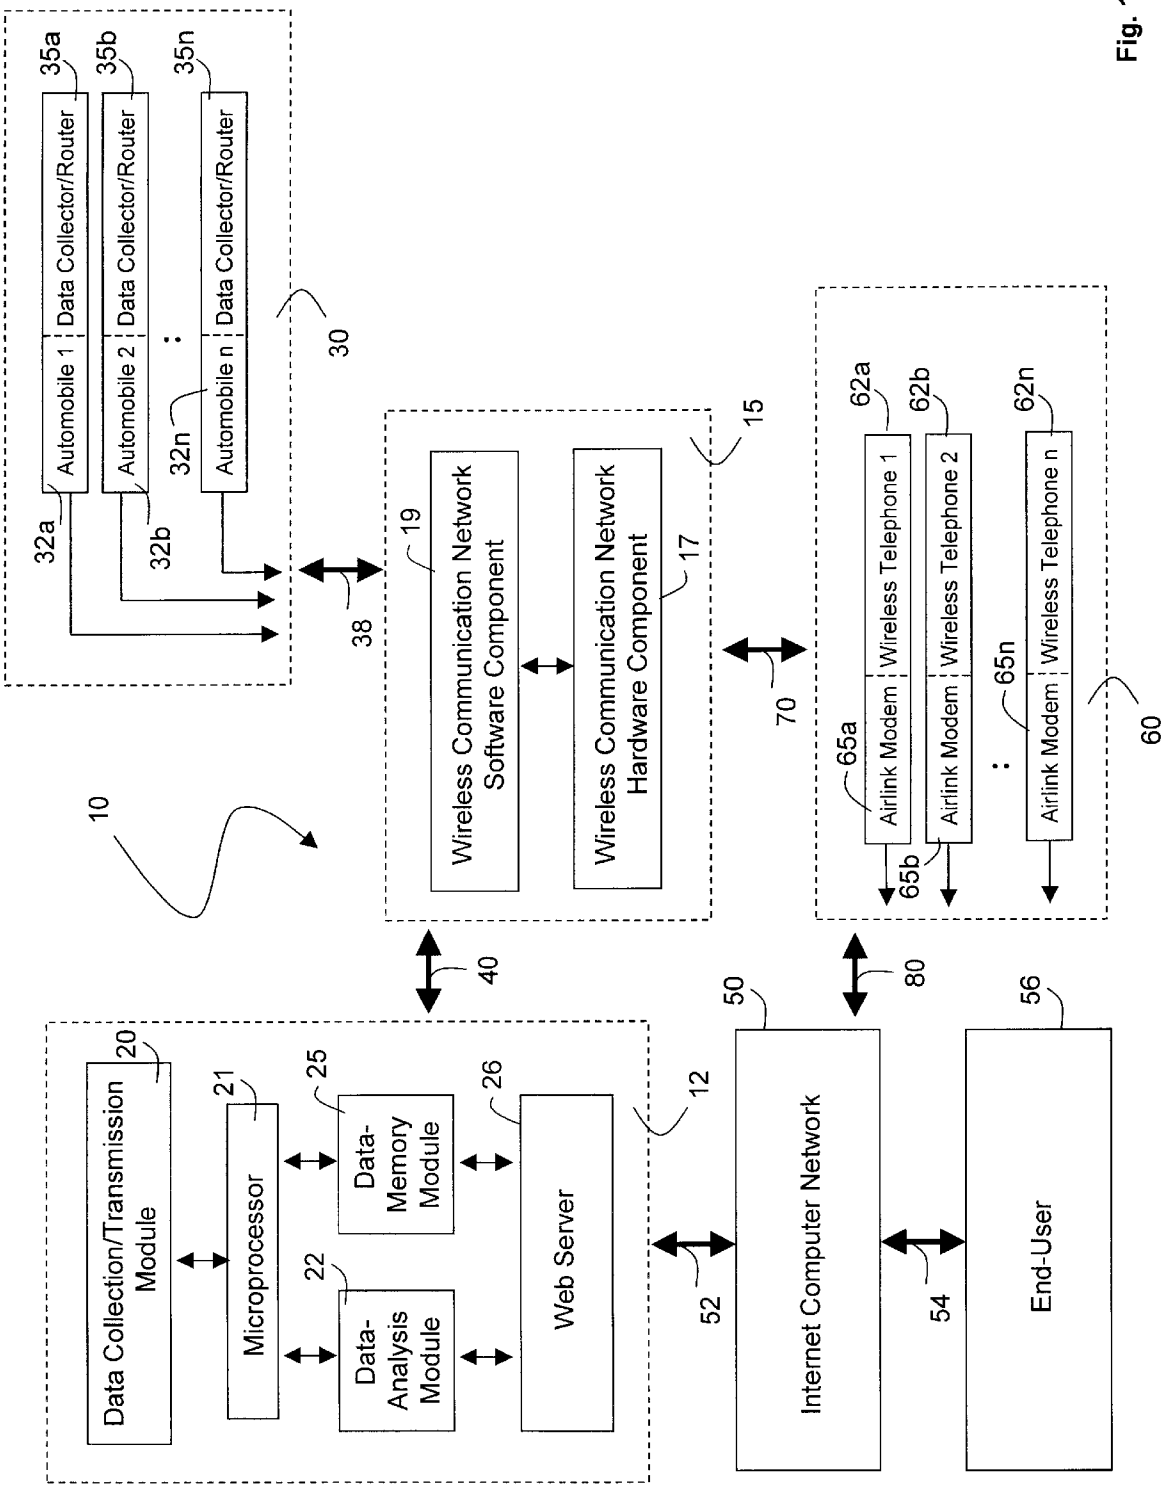 10
20
Data Collection/Transmission
Module
21
Microprocessor
22
Data-
Analysis
Module
25
Data-
Memory
Module
26
Web Server
12
40
52
50
Internet Computer Network
54
56
End-User
80
19
Wireless Communication Network
Software Component
Wireless Communication Network
Hardware Component
17
15
38
70
32a
Automobile 1
Data Collector/Router
35a
32b
Automobile 2
Data Collector/Router
35b
:
32n
Automobile n
Data Collector/Router
35n
30
65a
Airlink Modem
Wireless Telephone 1
62a
65b
Airlink Modem
Wireless Telephone 2
62b
:
65n
Airlink Modem
Wireless Telephone n
62n
60
Fig.